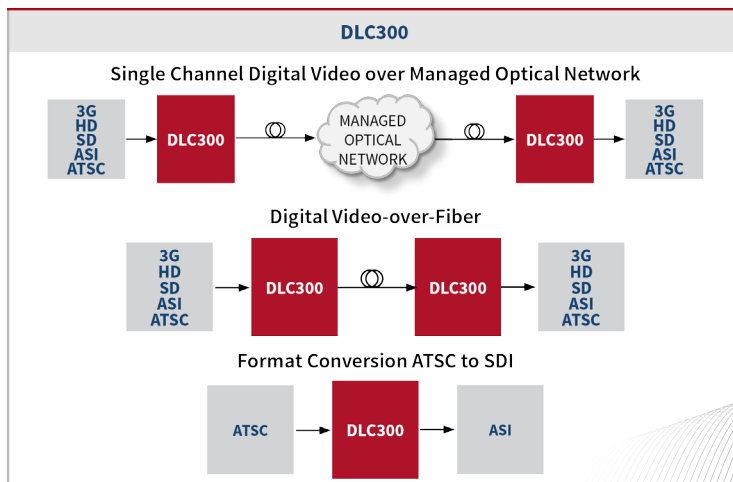 DLC300
Single Channel Digital Video over Managed Optical Network
3G
HD
SD
ASI
ATSC
DLC300
MANAGED
OPTICAL
NETWORK
DLC300
3G
HD
SD
ASI
ATSC
Digital Video-over-Fiber
3G
HD
SD
ASI
ATSC
DLC300
DLC300
3G
HD
SD
ASI
ATSC
Format Conversion ATSC to SDI
ATSC
DLC300
ASI